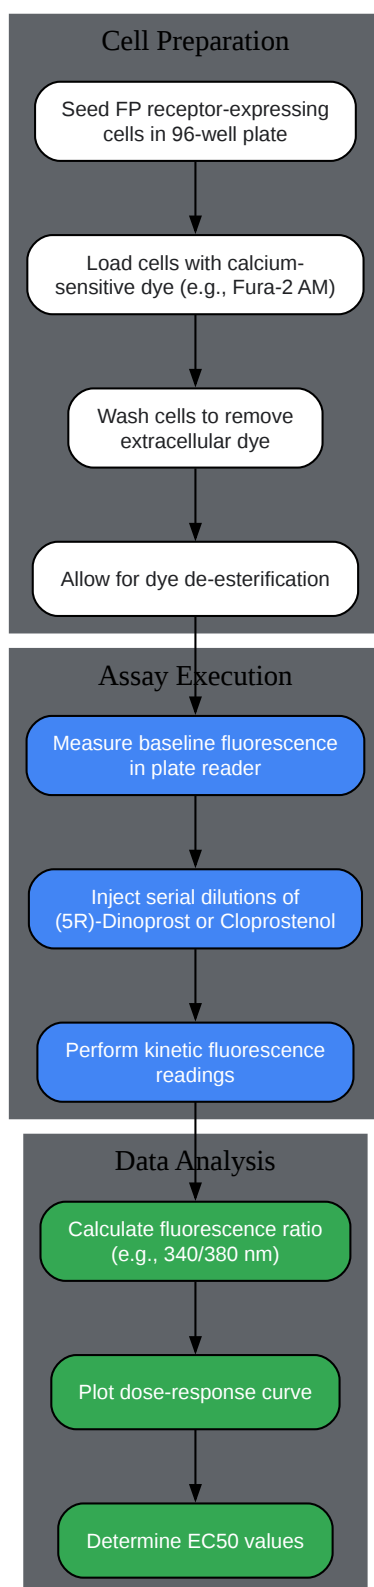 Cell Preparation
Seed FP receptor-expressing
cells in 96-well plate
Load cells with calcium-
sensitive dye (e.g., Fura-2 AM)
Wash cells to remove
extracellular dye
Allow for dye de-esterification
Assay Execution
Measure baseline fluorescence
in plate reader
Inject serial dilutions of
(5R)-Dinoprost or Cloprostenol
Perform kinetic fluorescence
readings
Data Analysis
Calculate fluorescence ratio
(e.g., 340/380 nm)
Plot dose-response curve
Determine EC50 values